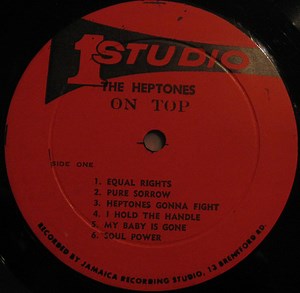 1 STUDIO
THE HEPTONES
ON TOP
SIDE ONE
1. EQUAL RIGHTS
2. PURE SORROW
3. HEPTONES GONNA FIGHT
4. I HOLD THE HANDLE
5. MY BABY IS GONE
6. SOUL POWER
RECORDED BY JAMAICA RECORDING STUDIO, 13 BRENTFORD RD.